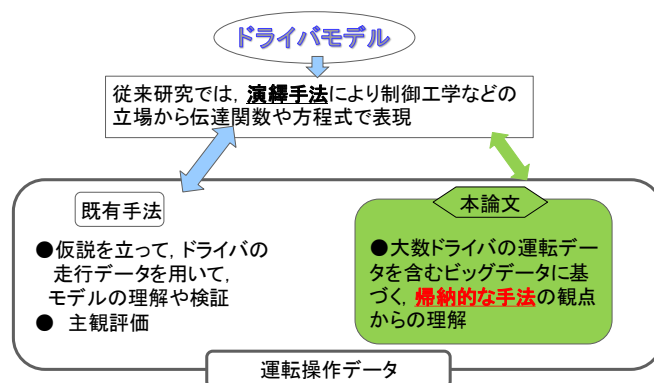 ドライバモデル
従来研究では，演繹手法により制御工学などの
立場から伝達関数や方程式で表現
既有手法
●仮説を立って，ドライバの
走行データを用いて，
モデルの理解や検証
● 主観評価
本論文
●大数ドライバの運転デー
タを含むビッグデータに基
づく，帰納的な手法の観点
からの理解
運転操作データ